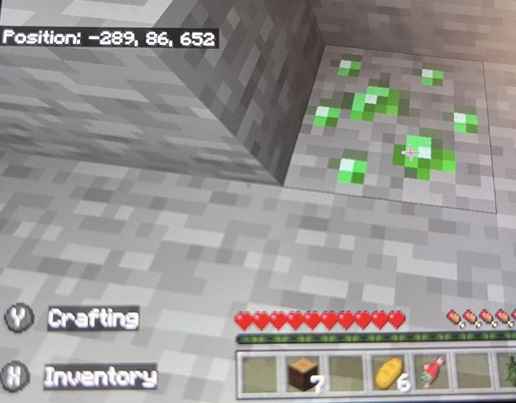 Position: -289, 86, 652
Y Crafting
X Inventory
7
6